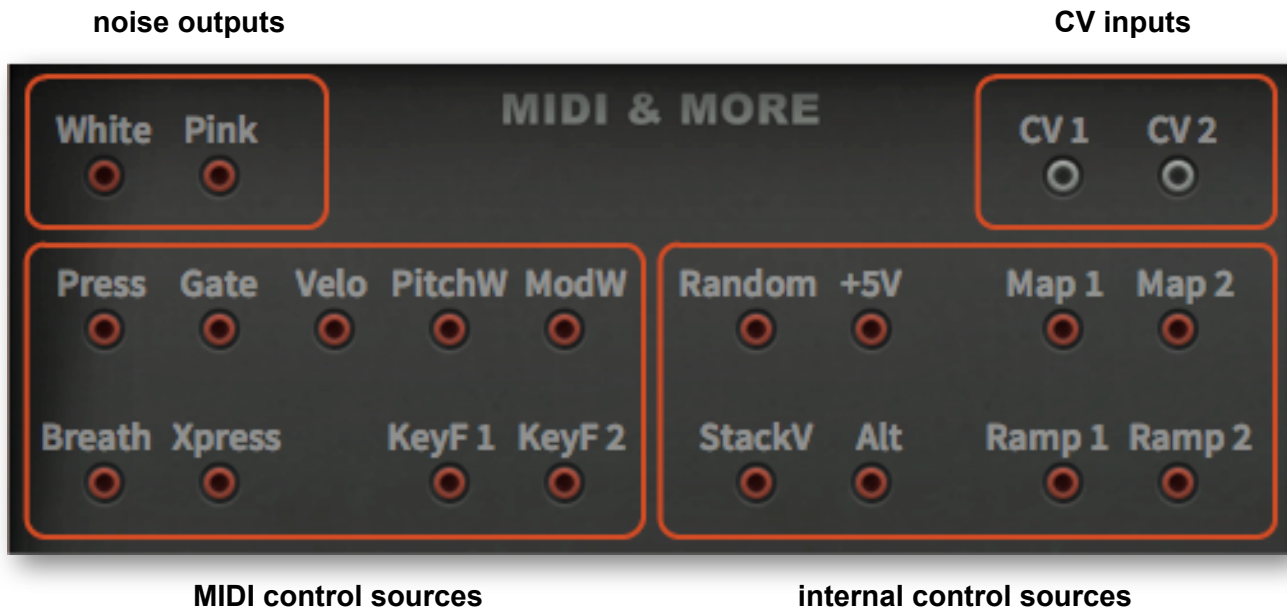 noise outputs CV inputs
MIDI & MORE
White Pink CV 1 CV 2
Press Gate Velo PitchW ModW Random +5V Map 1 Map 2
Breath Xpress KeyF 1 KeyF 2 StackV Alt Ramp 1 Ramp 2
MIDI control sources internal control sources